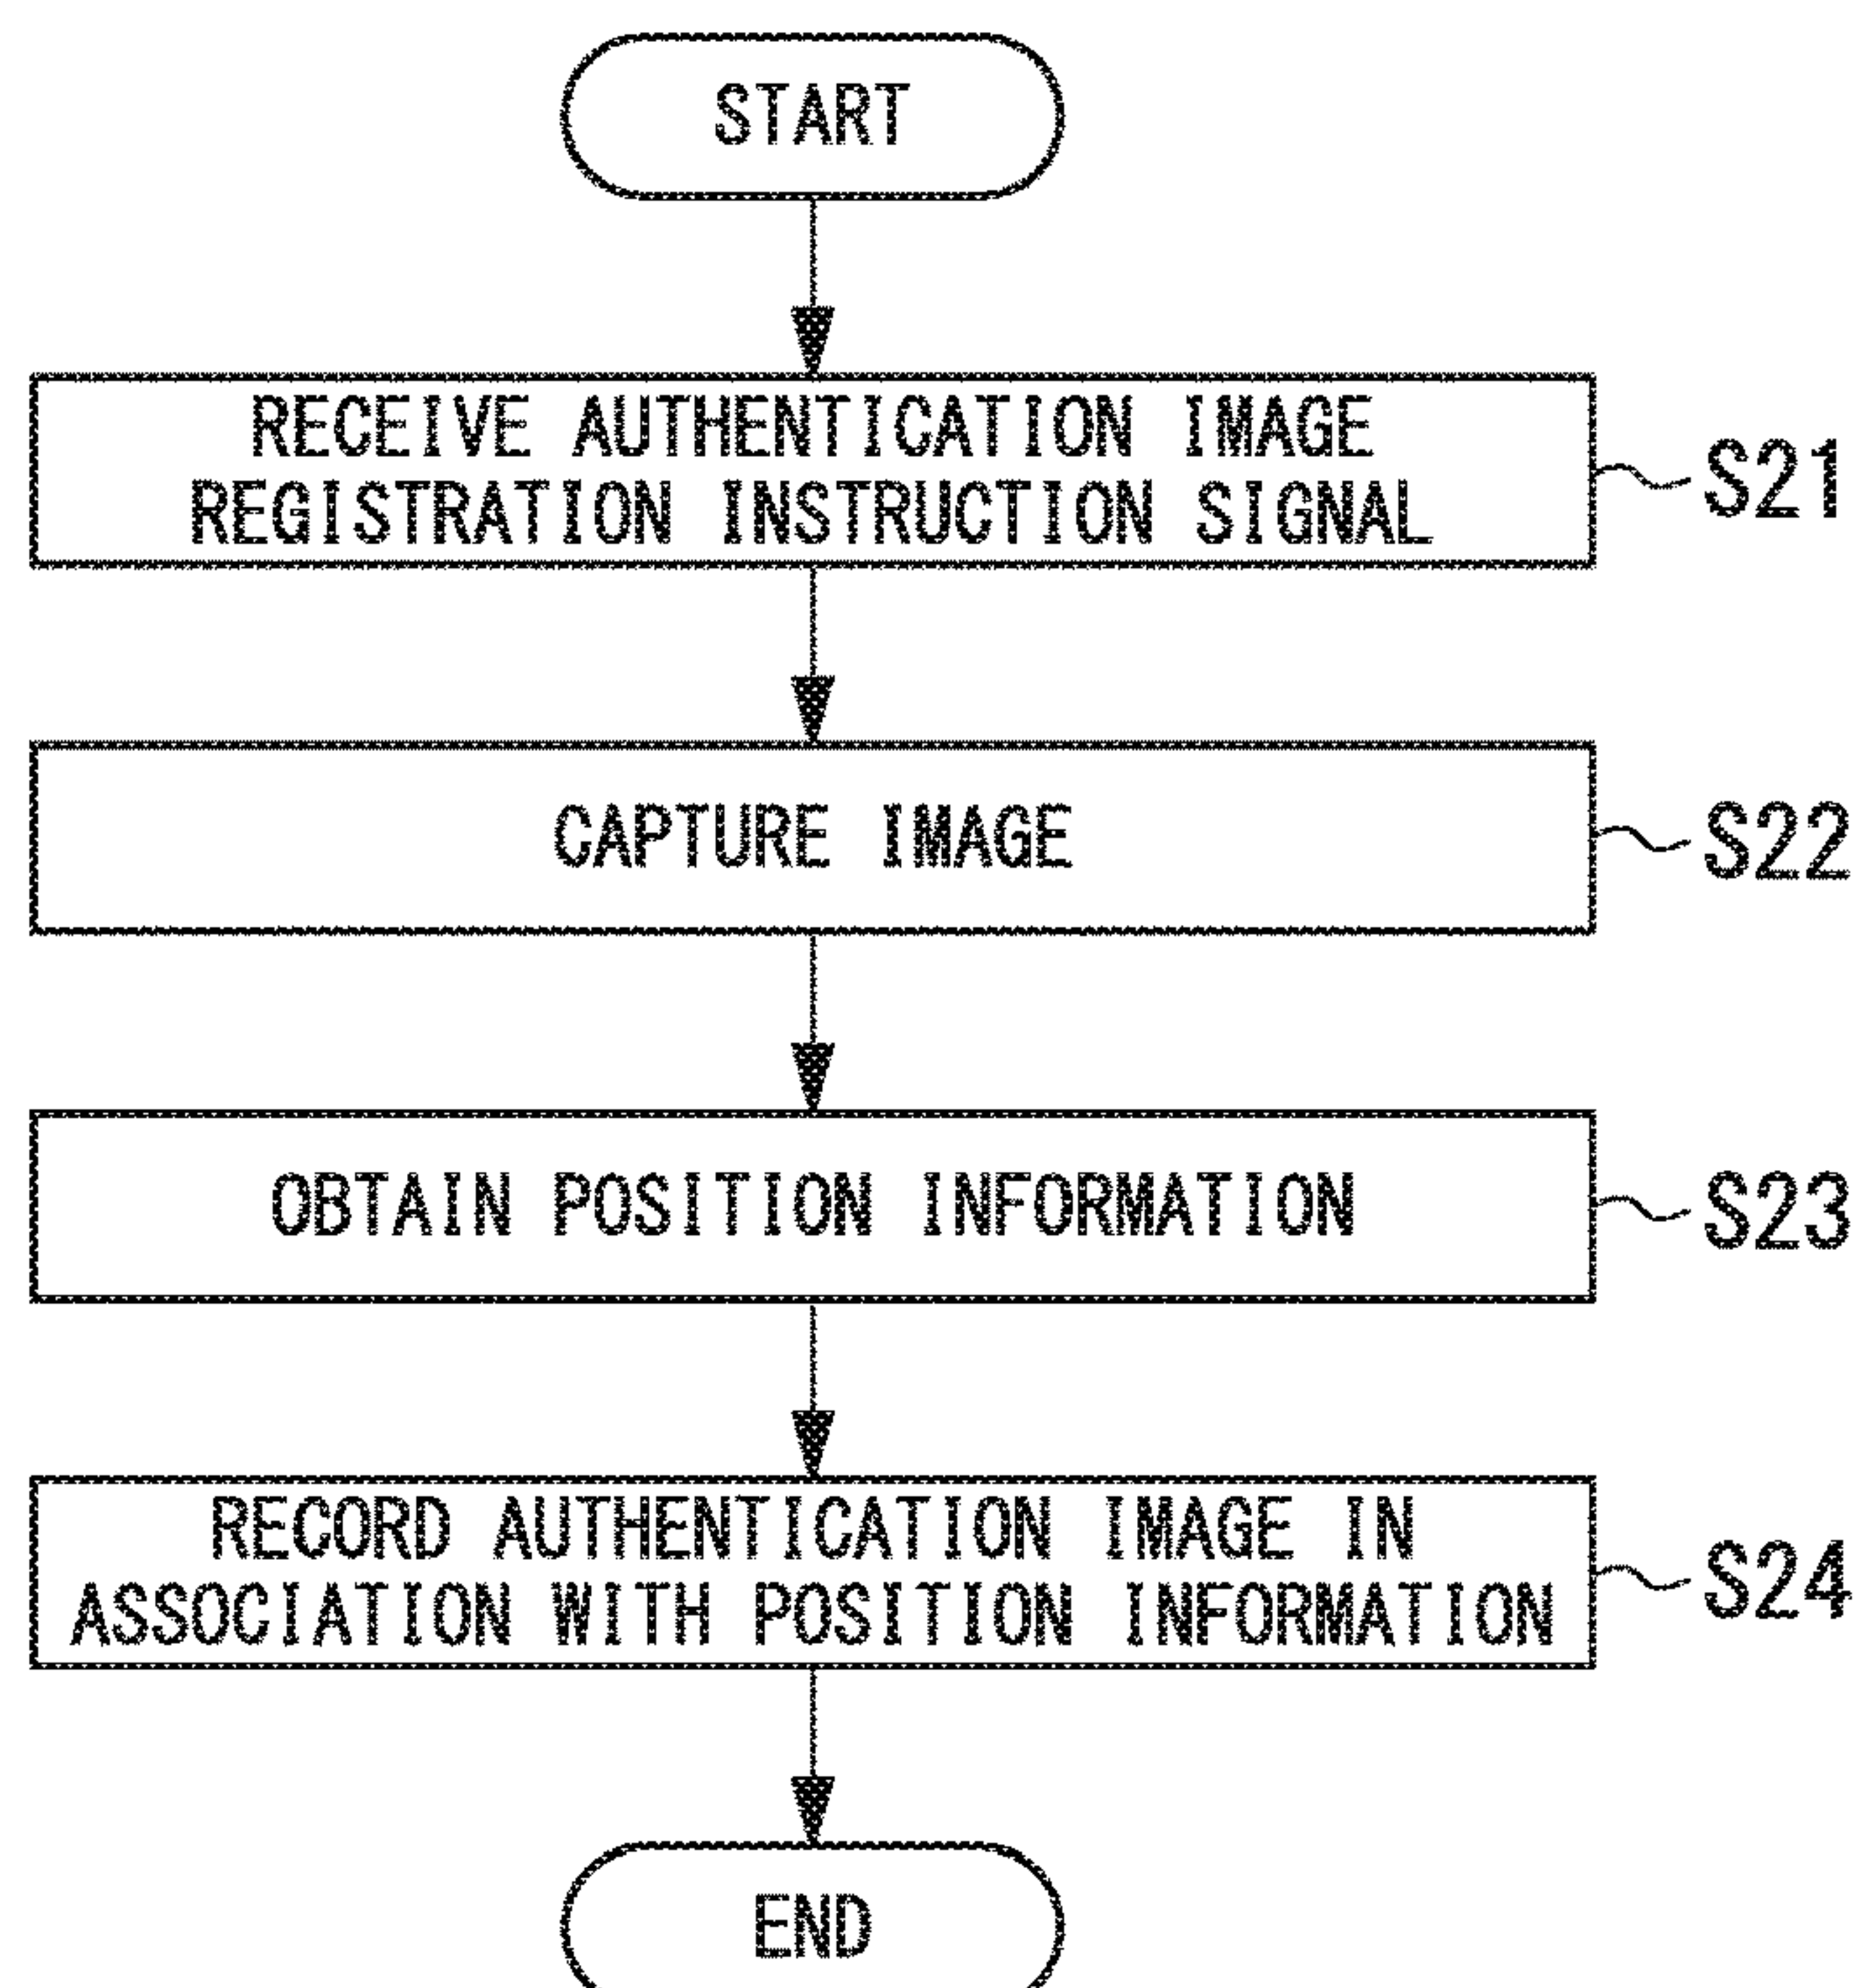 START
RECEIVE AUTHENTICATION IMAGE
REGISTRATION INSTRUCTION SIGNAL
S21
CAPTURE IMAGE
S22
OBTAIN POSITION INFORMATION
S23
RECORD AUTHENTICATION IMAGE IN
ASSOCIATION WITH POSITION INFORMATION
S24
END